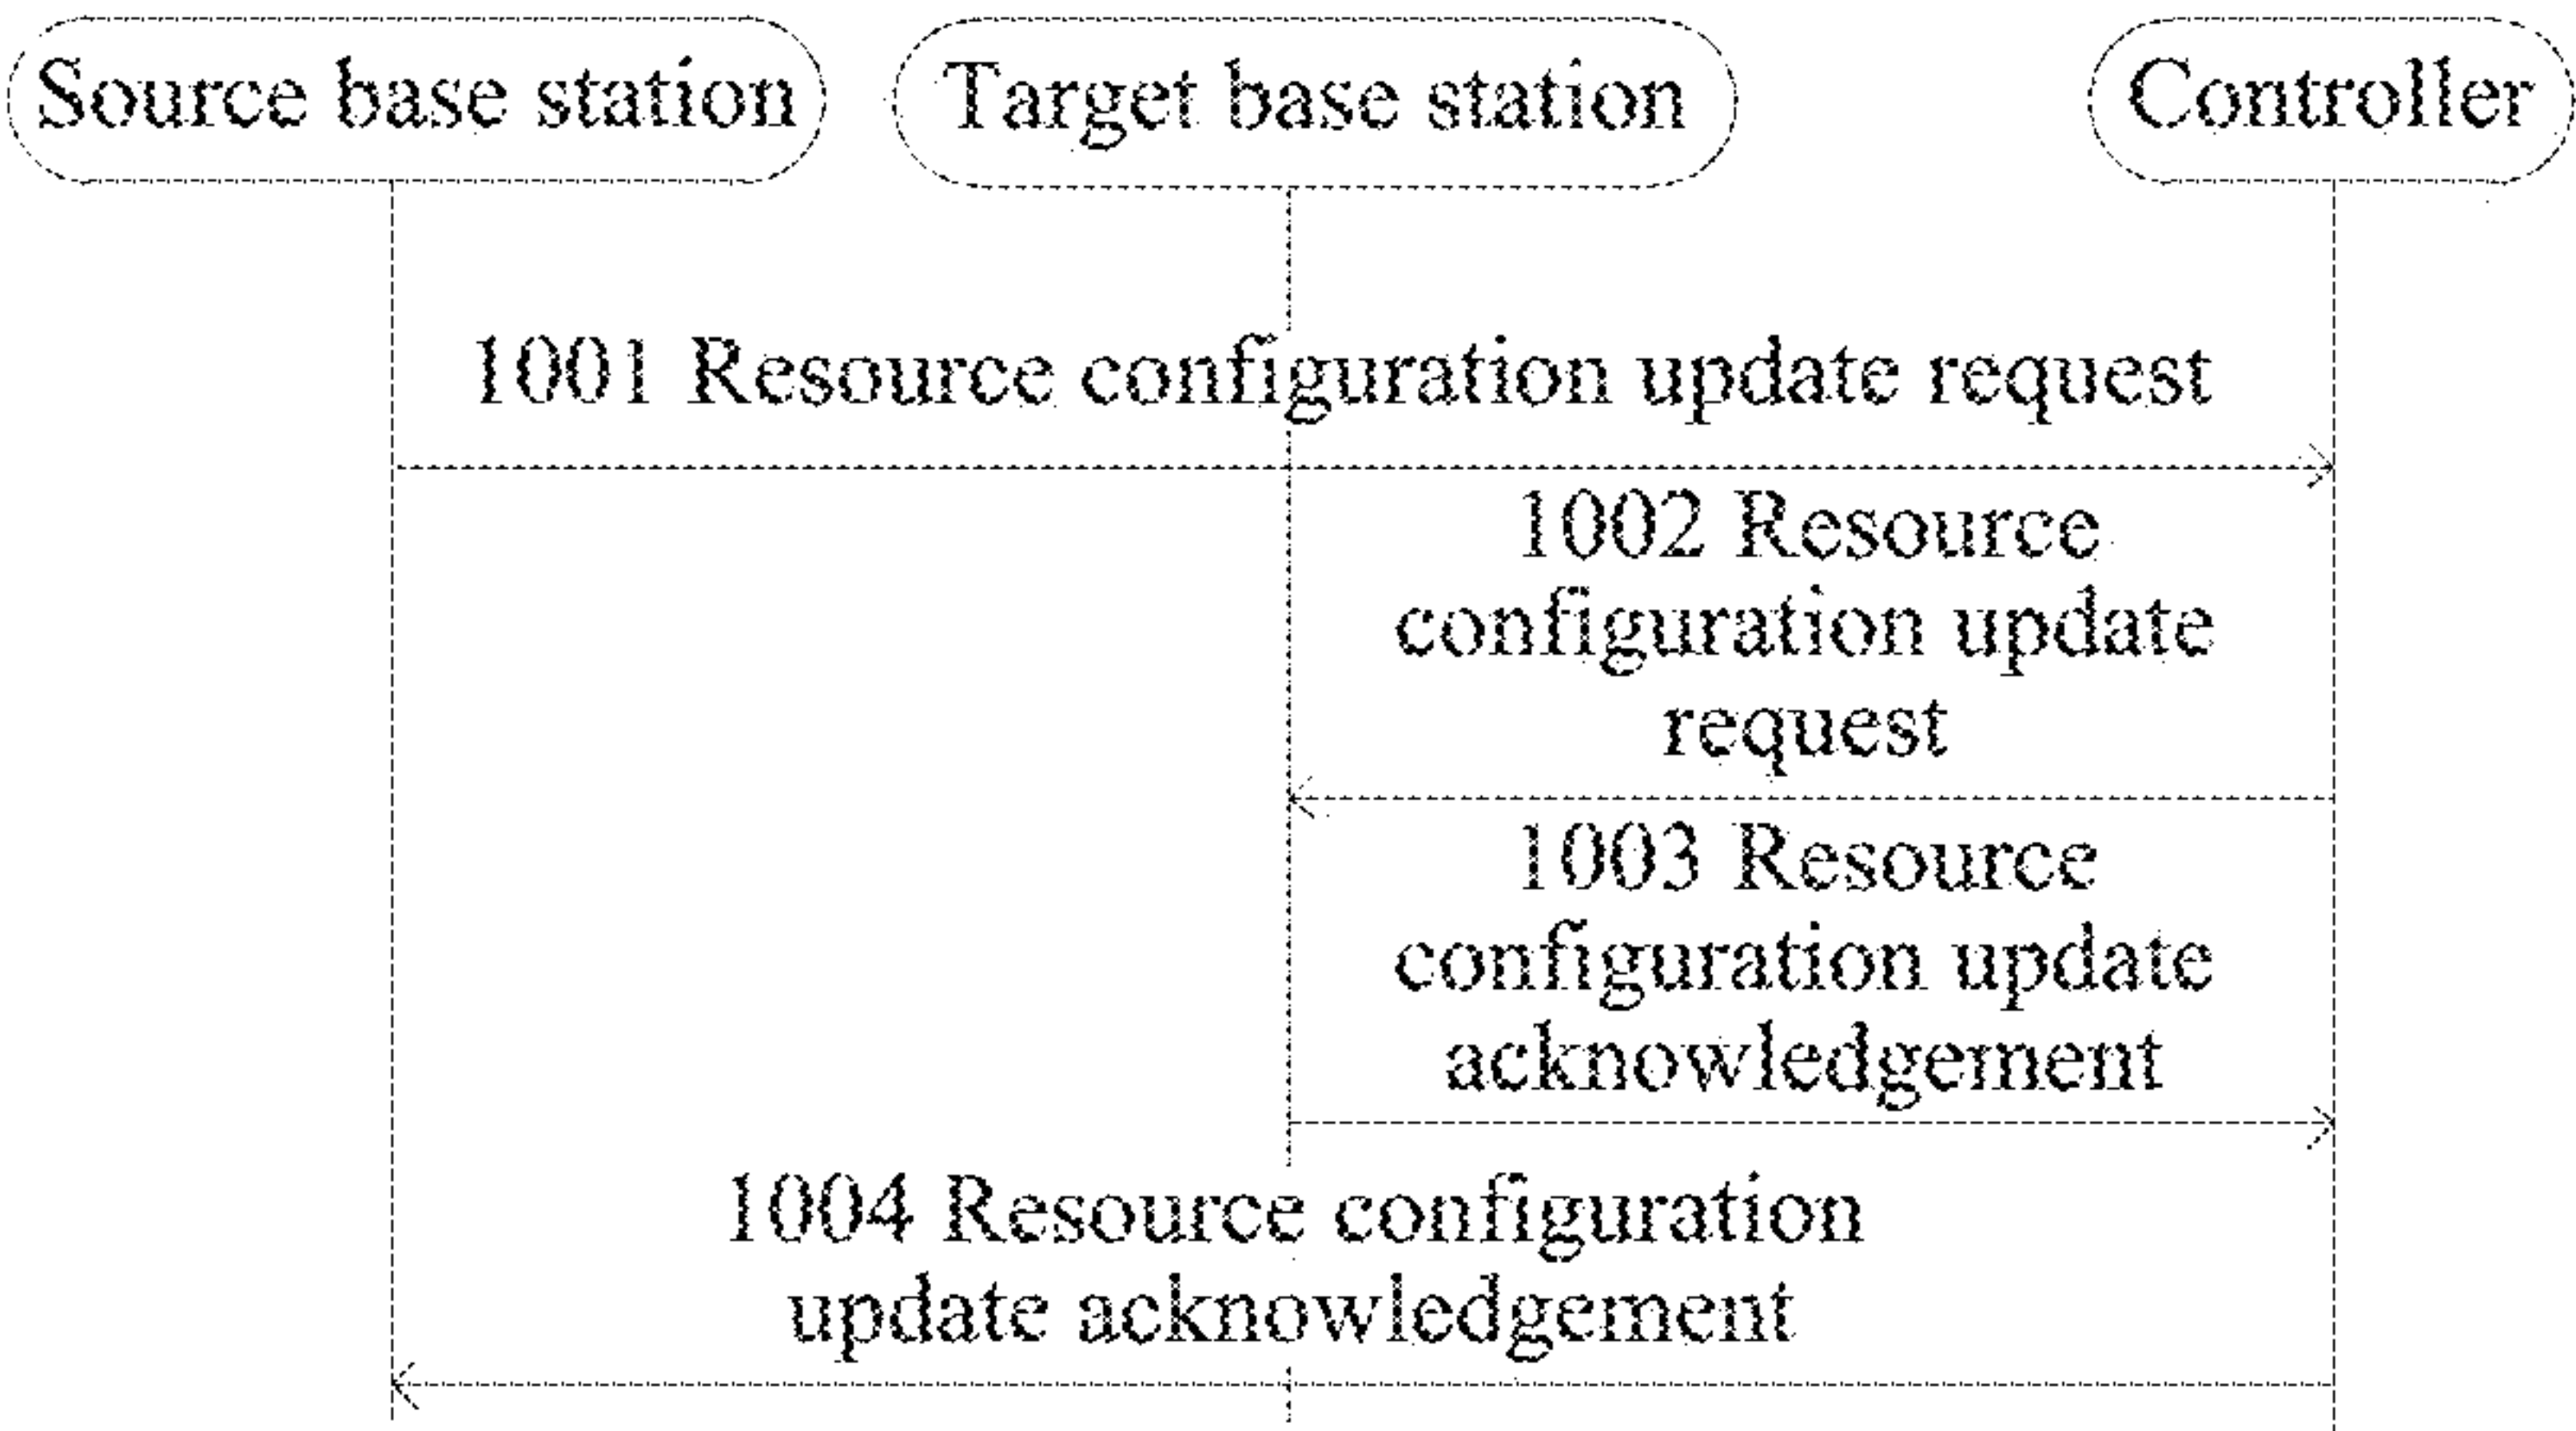 Source base station
Target base station
Controller
1001 Resource configuration update request
1002 Resource
configuration update
request
1003 Resource
configuration update
acknowledgement
1004 Resource configuration
update acknowledgement